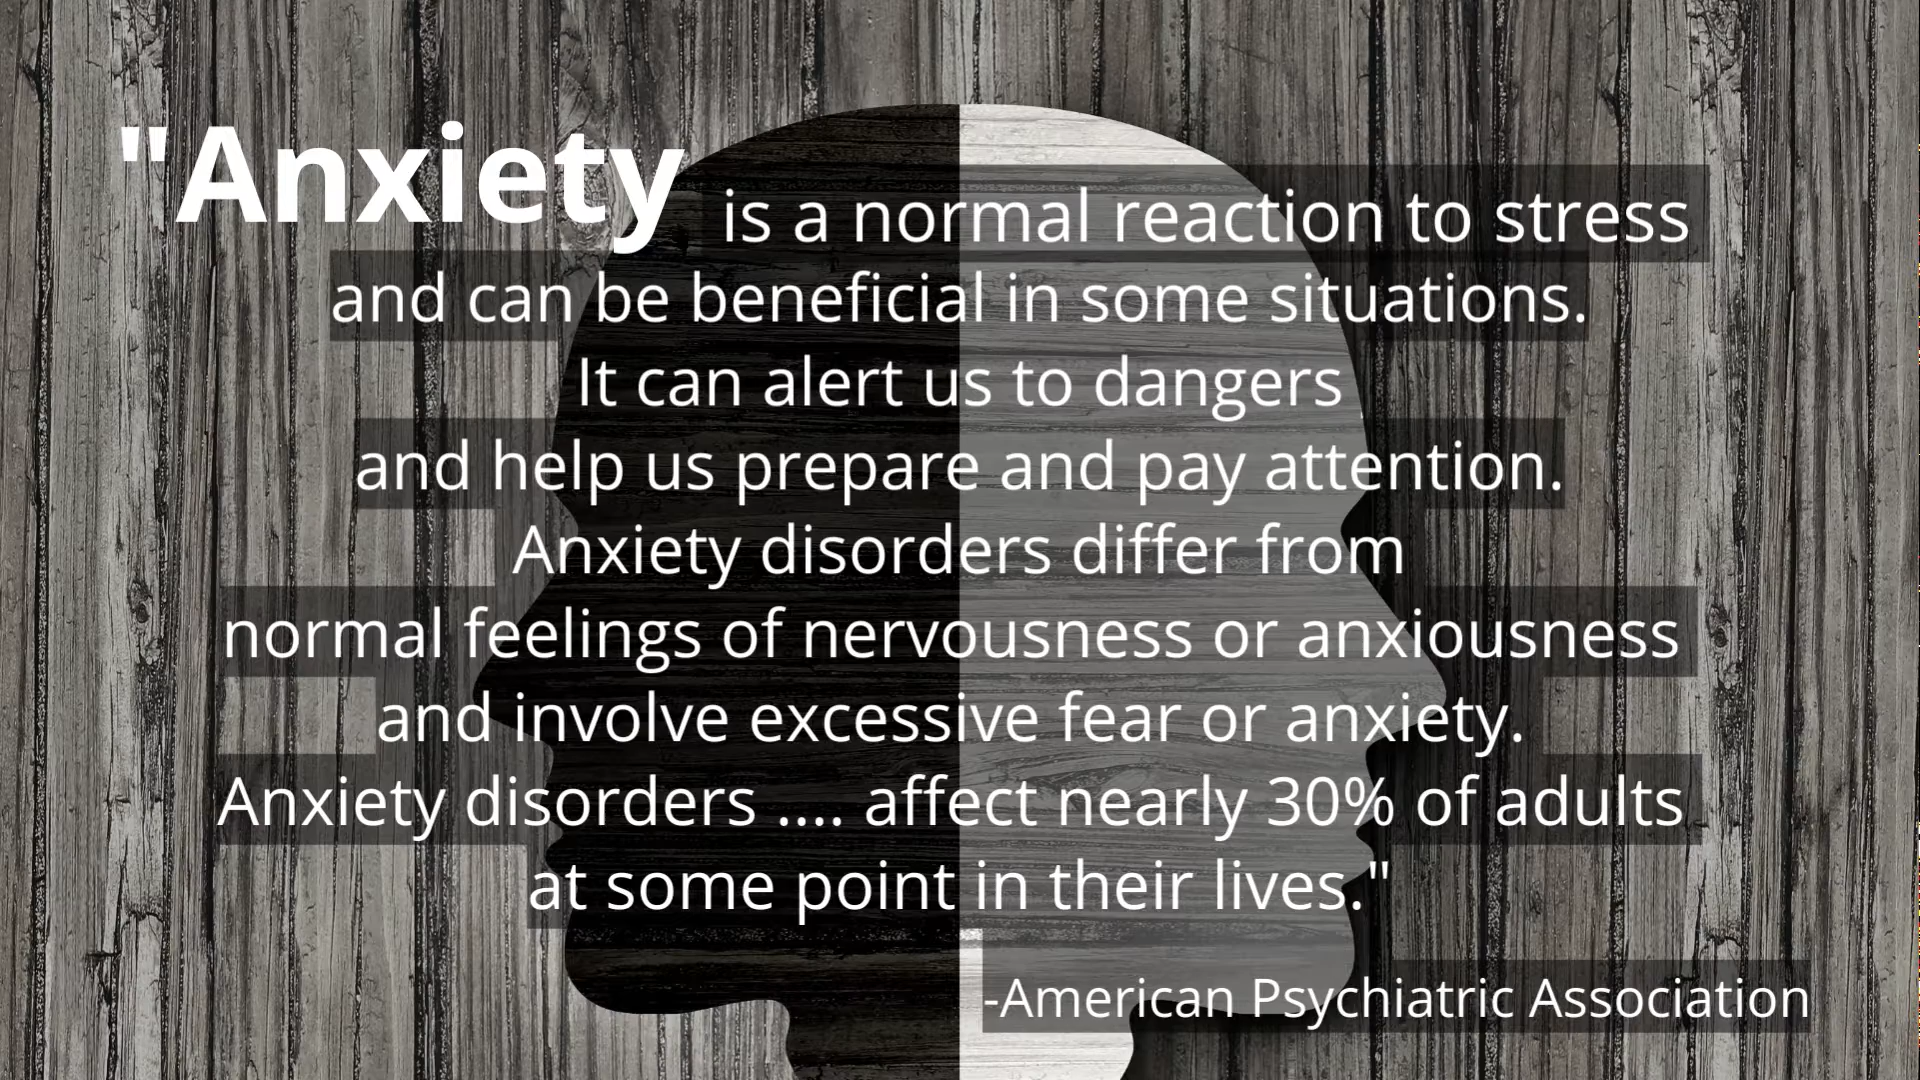 "Anxiety is a normal reaction to stress
and can be beneficial in some situations.
It can alert us to dangers
and help us prepare and pay attention.
Anxiety disorders differ from
normal feelings of nervousness or anxiousness
and involve excessive fear or anxiety.
Anxiety disorders .... affect nearly 30% of adults
at some point in their lives."
-American Psychiatric Association